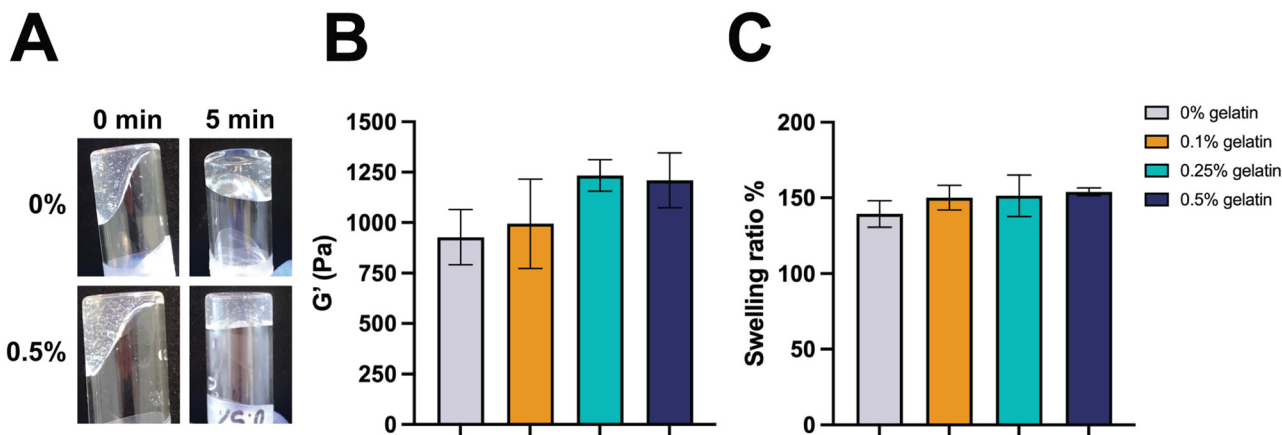 A
0 min 5 min
0%
0.5%
B
G' (Pa)
1500
1250
1000
750
500
250
0
C
Swelling ratio %
200
150
100
50
0
0% gelatin
0.1% gelatin
0.25% gelatin
0.5% gelatin